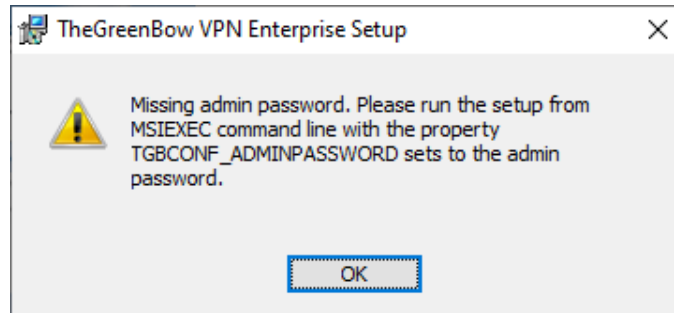 TheGreenBow VPN Enterprise Setup
Missing admin password. Please run the setup from
MSIEXEC command line with the property
TGBCONF_ADMINPASSWORD sets to the admin
password.
OK